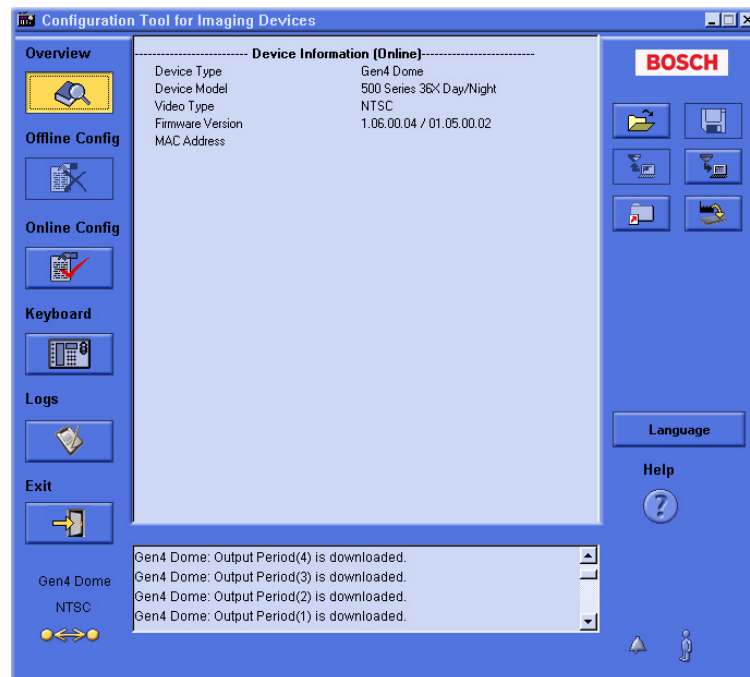 Configuration Tool for Imaging Devices
Overview
Offline Config
Online Config
Keyboard
Logs
Exit
Gen4 Dome
NTSC
------------------------- Device Information (Online)-------------------------
Device Type Gen4 Dome
Device Model 500 Series 36X Day/Night
Video Type NTSC
Firmware Version 1.06.00.04 / 01.05.00.02
MAC Address
Gen4 Dome: Output Period(4) is downloaded.
Gen4 Dome: Output Period(3) is downloaded.
Gen4 Dome: Output Period(2) is downloaded.
Gen4 Dome: Output Period(1) is downloaded.
BOSCH
Language
Help
?